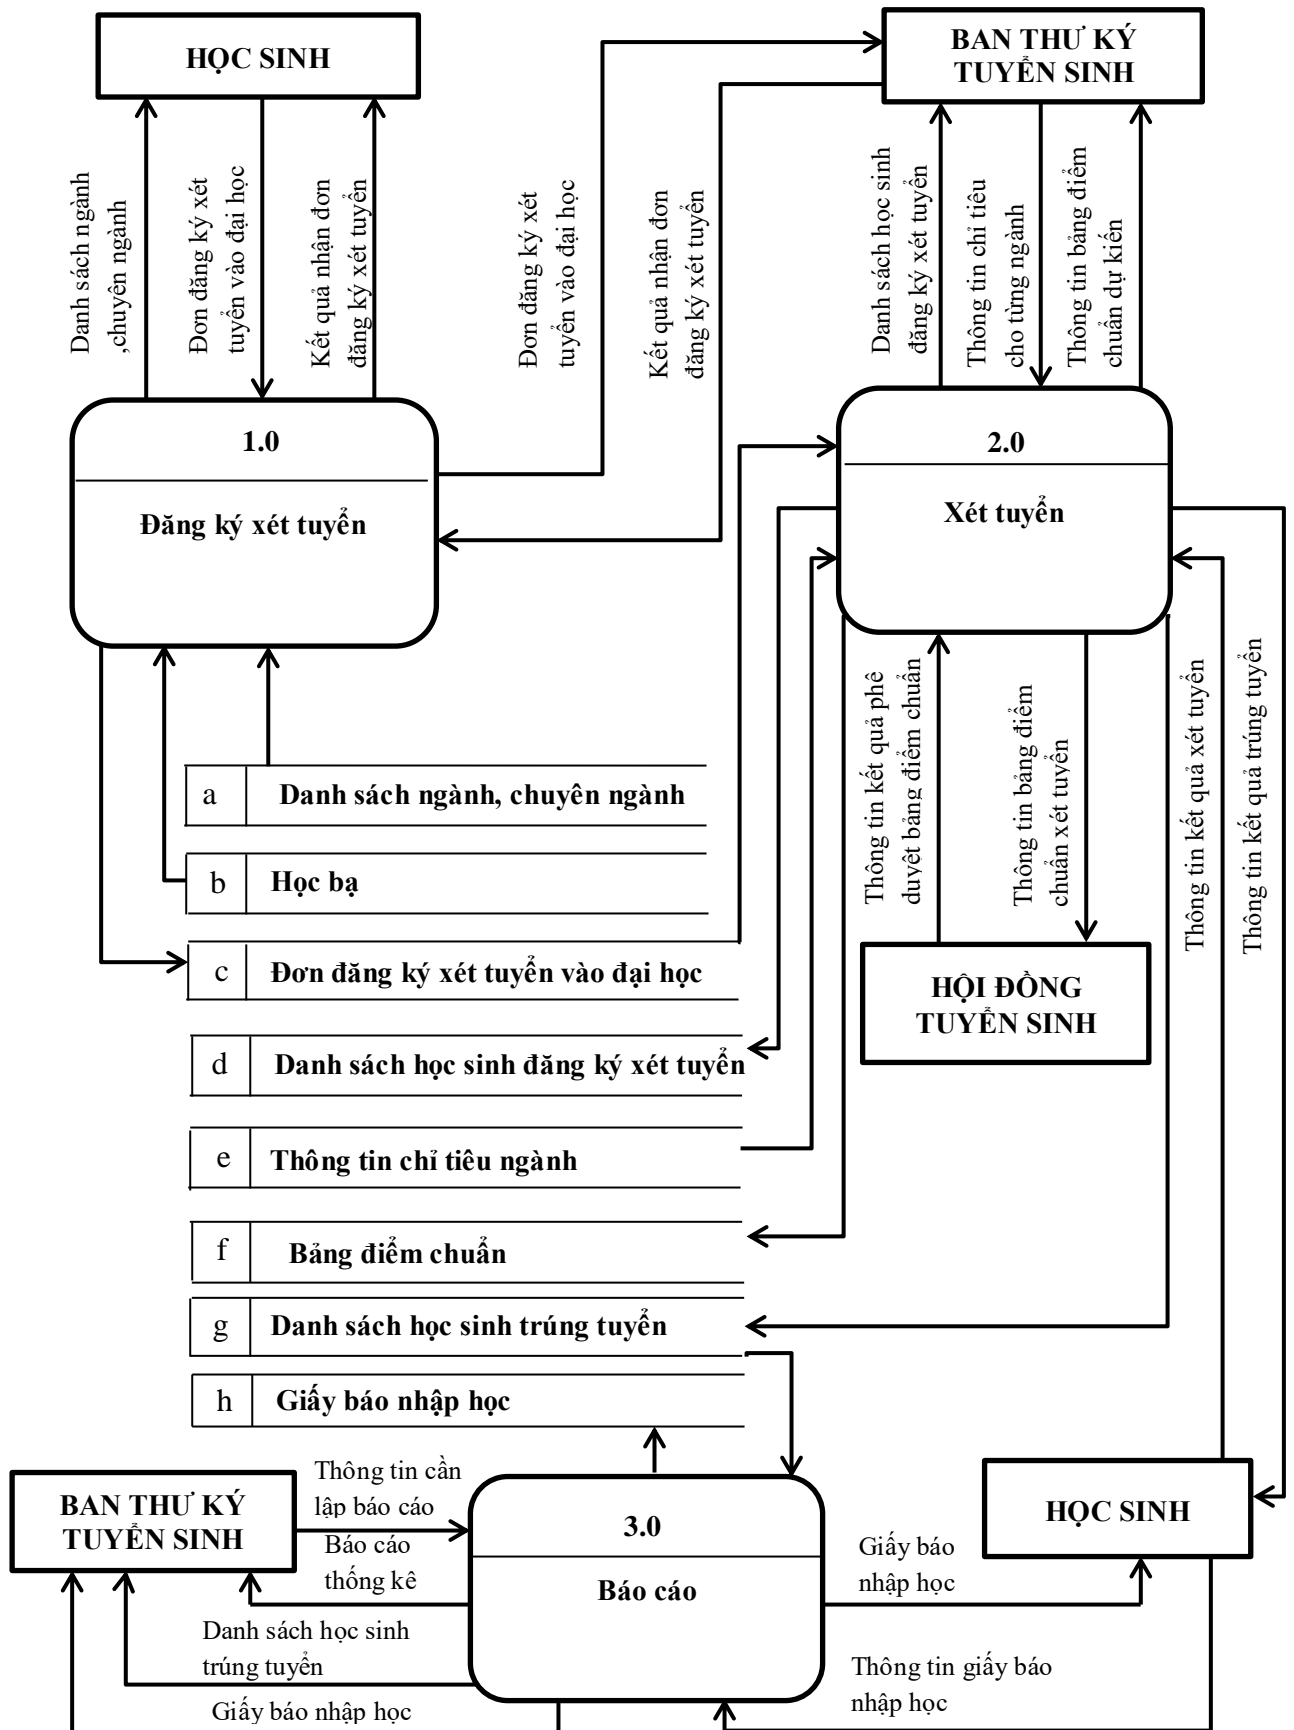 HỌC SINH
BAN THƯ KÝ
TUYỂN SINH
Danh sách ngành
,chuyên ngành
Đơn đăng ký xét
tuyển vào đại học
Kết quả nhận đơn
đăng ký xét tuyển
Đơn đăng ký xét
tuyển vào đại học
Kết quả nhận đơn
đăng ký xét tuyển
Danh sách học sinh
đăng ký xét tuyển
Thông tin chỉ tiêu
cho từng ngành
Thông tin bảng điểm
chuẩn dự kiến
1.0
Đăng ký xét tuyển
2.0
Xét tuyển
Thông tin kết quả phê
duyệt bảng điểm chuẩn
Thông tin bảng điểm
chuẩn xét tuyển
Thông tin kết quả xét tuyển
Thông tin kết quả trúng tuyển
a
Danh sách ngành, chuyên ngành
b
Học bạ
c
Đơn đăng ký xét tuyển vào đại học
HỘI ĐỒNG
TUYỂN SINH
d
Danh sách học sinh đăng ký xét tuyển
e
Thông tin chỉ tiêu ngành
f
Bảng điểm chuẩn
g
Danh sách học sinh trúng tuyển
h
Giấy báo nhập học
BAN THƯ KÝ
TUYỂN SINH
Thông tin cần
lập báo cáo
Báo cáo
thống kê
Danh sách học sinh
trúng tuyển
Giấy báo nhập học
3.0
Báo cáo
Giấy báo
nhập học
Thông tin giấy báo
nhập học
HỌC SINH